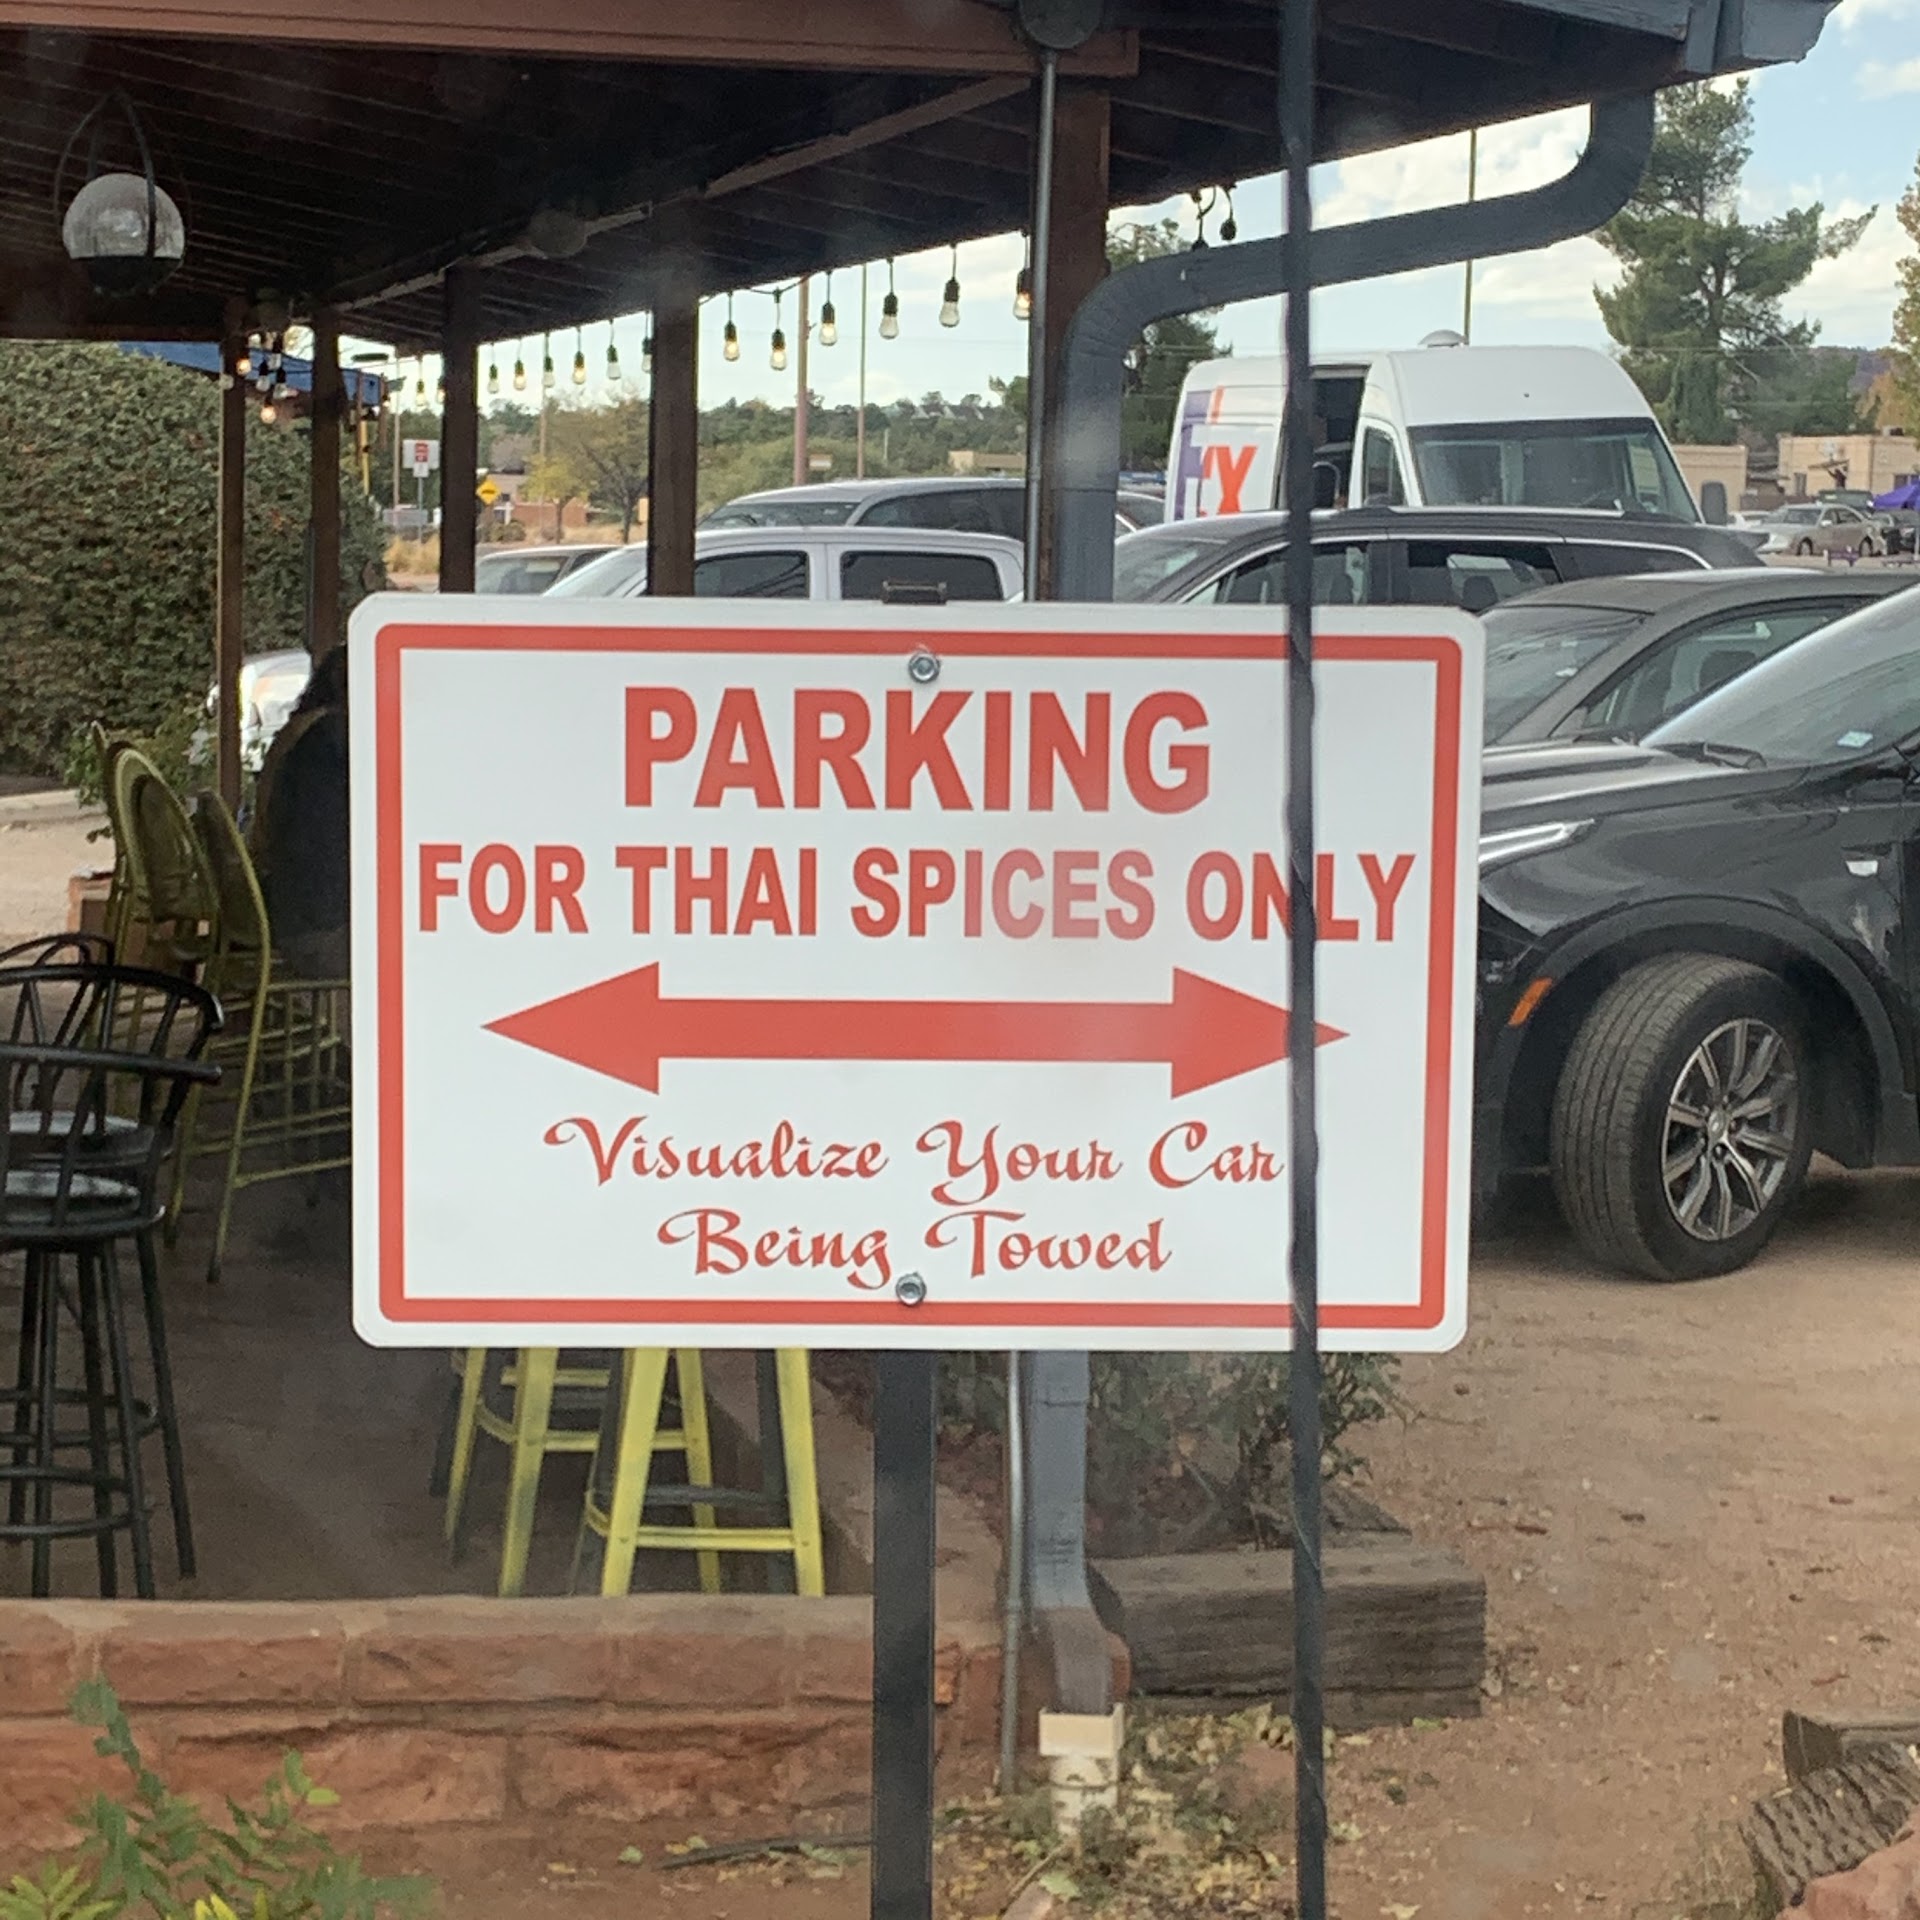 PARKING
FOR THAI SPICES ONLY
Visualize Your Car
Being Towed